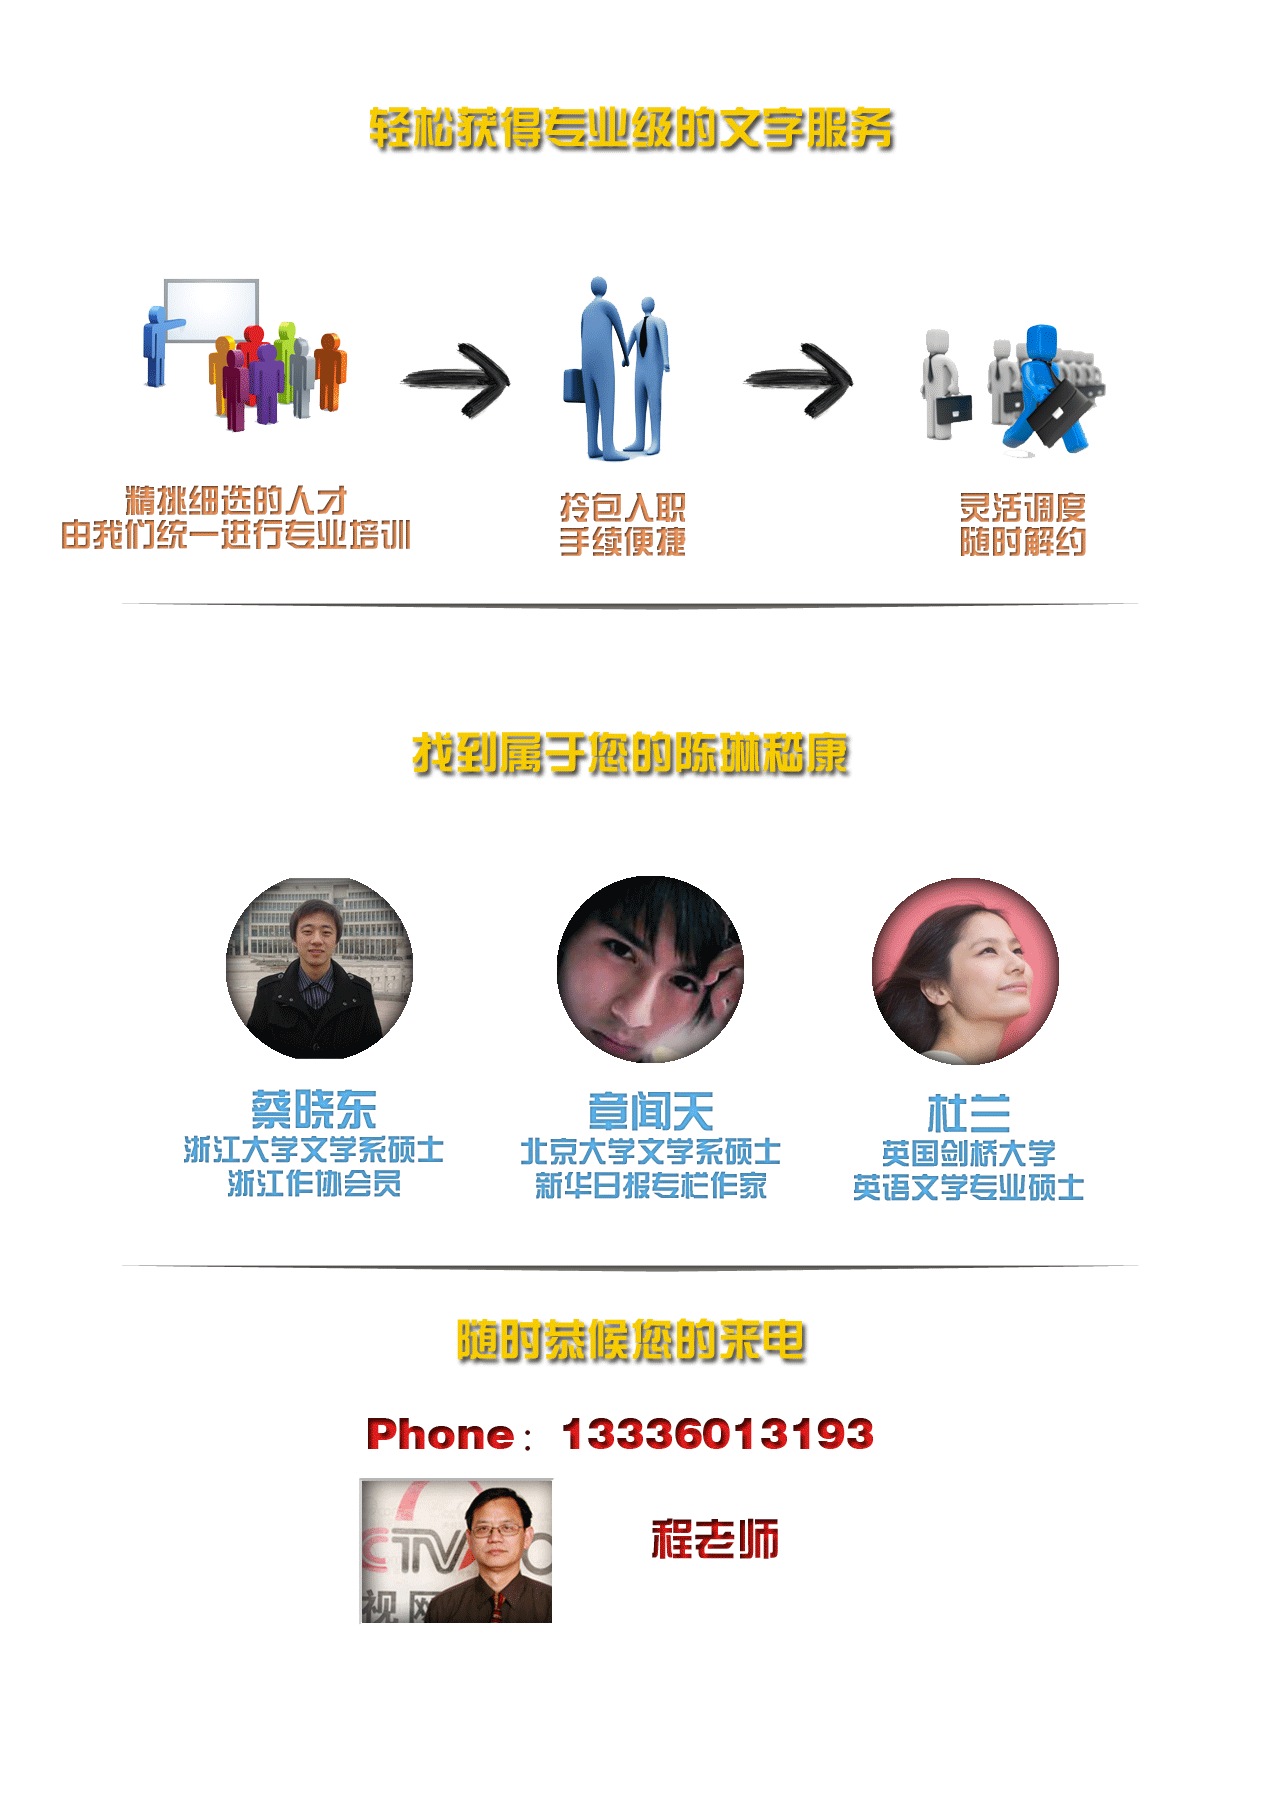 轻松获得专业级的文字服务
精挑细选的人才
由我们统一进行专业培训
拎包入职
手续便捷
灵活调度
随时解约
找到属于您的陈琳嵇康
蔡晓东
浙江大学文学系硕士
浙江作协会员
章闻天
北京大学文学系硕士
新华日报专栏作家
杜兰
英国剑桥大学
英语文学专业硕士
随时恭候您的来电
Phone：13336013193
CTV
视网
程老师